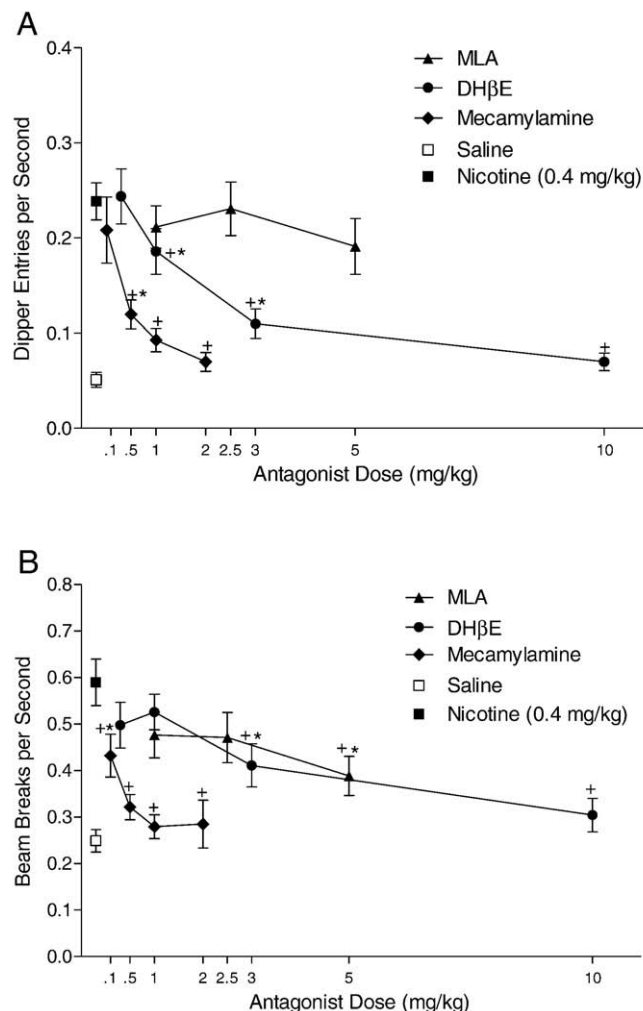 A
0.4
0.3
0.2
0.1
0.0
Dipper Entries per Second
MLA
DHβE
Mecamylamine
Saline
Nicotine (0.4 mg/kg)
+*
+*
+
+
+*
+
.1 .5 1 2 2.5 3 5 10
Antagonist Dose (mg/kg)
B
0.8
0.7
0.6
0.5
0.4
0.3
0.2
0.1
0.0
Beam Breaks per Second
MLA
DHβE
Mecamylamine
Saline
Nicotine (0.4 mg/kg)
+*
+
+
+
+*
+*
+
.1 .5 1 2 2.5 3 5 10
Antagonist Dose (mg/kg)